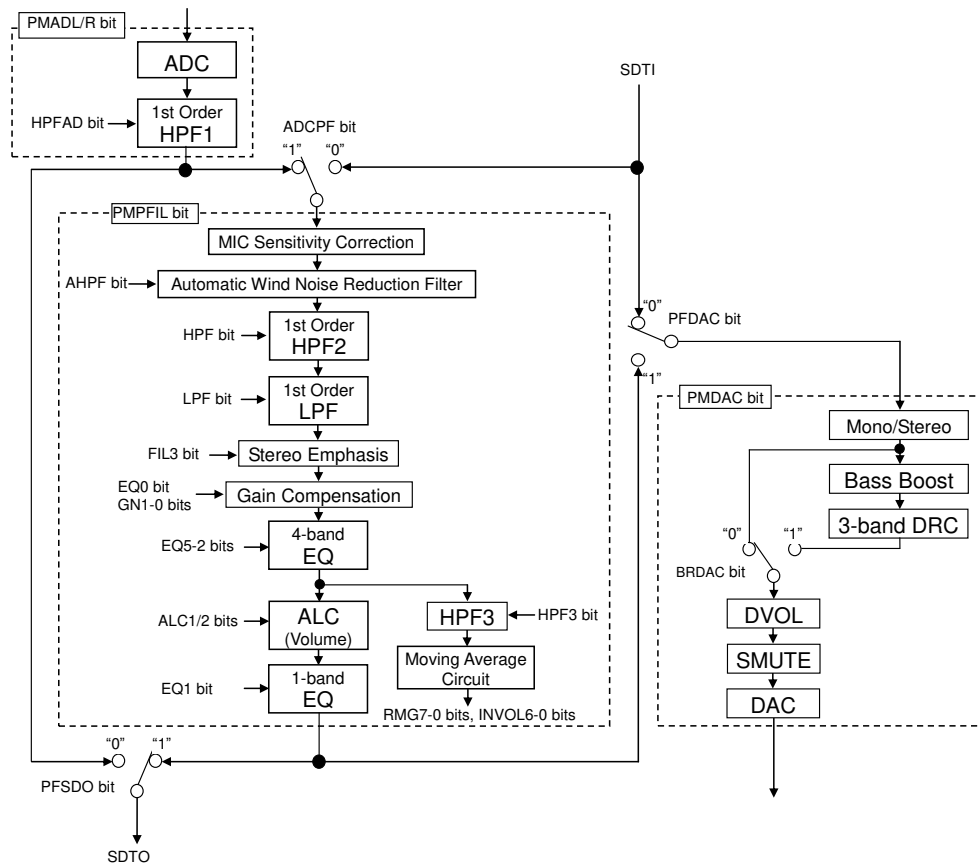 PMADL/R bit
ADC
HPFAD bit
1st Order
HPF1
SDTI
ADCPF bit
“1”
“0”
PMPFIL bit
MIC Sensitivity Correction
AHPF bit
Automatic Wind Noise Reduction Filter
HPF bit
1st Order
HPF2
LPF bit
1st Order
LPF
FIL3 bit
Stereo Emphasis
EQ0 bit
GN1-0 bits
Gain Compensation
EQ5-2 bits
4-band
EQ
ALC1/2 bits
ALC
(Volume)
HPF3
HPF3 bit
EQ1 bit
1-band
EQ
Moving Average
Circuit
RMG7-0 bits, INVOL6-0 bits
“0”
“1”
PFSDO bit
SDTO
“0”
PFDAC bit
“1”
PMDAC bit
Mono/Stereo
Bass Boost
3-band DRC
“0”
“1”
BRDAC bit
DVOL
SMUTE
DAC